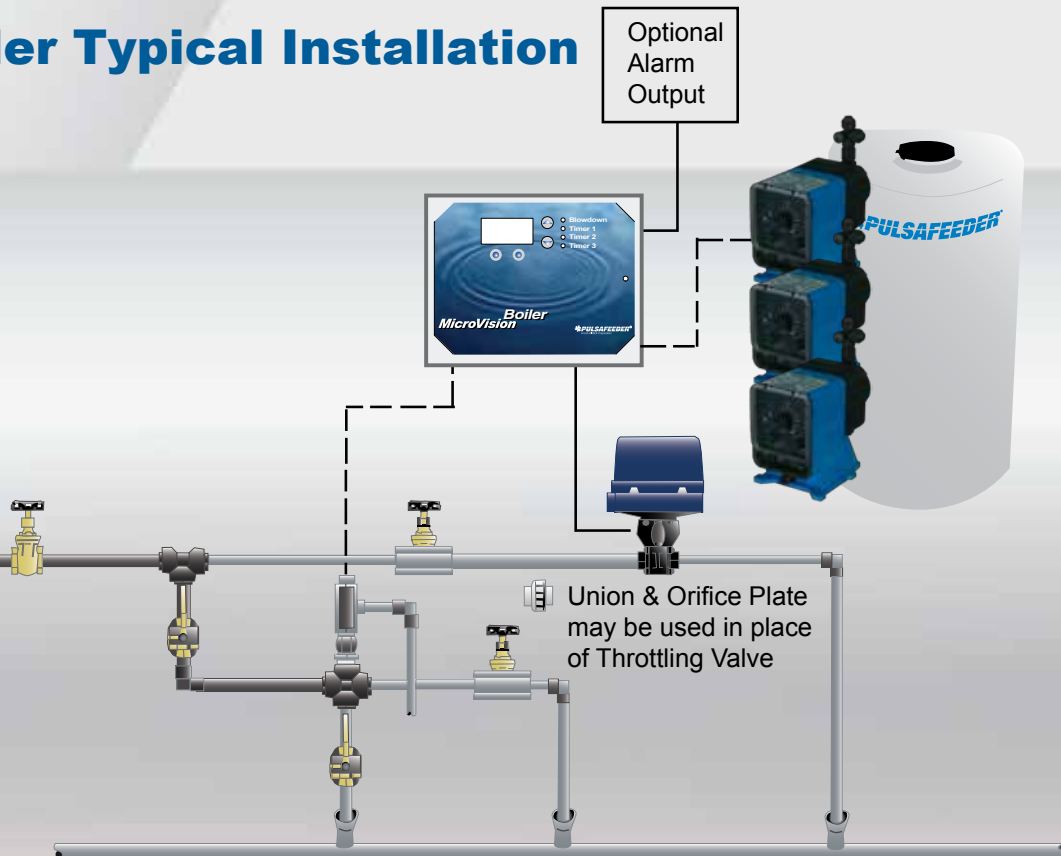 ler Typical Installation
Optional
Alarm
Output
Blowdown
Timer 1
Timer 2
Timer 3
MicroVision Boiler
PULSAFEEDER
PULSAFEEDER
Union & Orifice Plate
may be used in place
of Throttling Valve